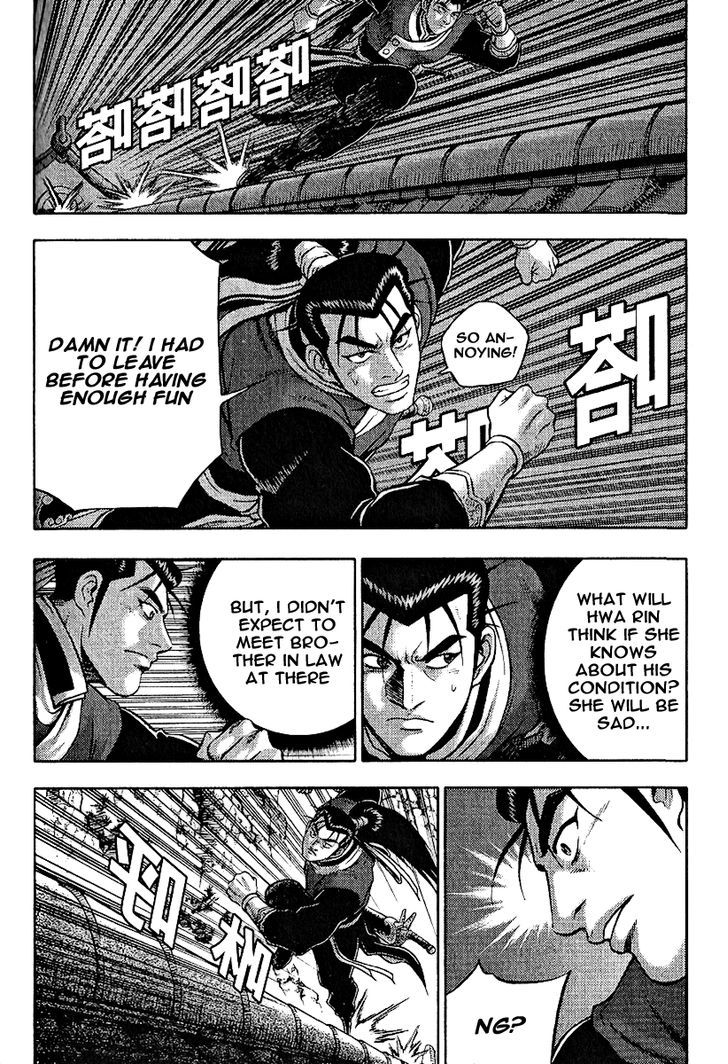 DAMN IT! I HAD
TO LEAVE
BEFORE HAVING
ENOUGH FUN
SO AN-
NOYING!
BUT, I DIDN'T
EXPECT TO
MEET BRO-
THER IN LAW
AT THERE
WHAT WILL
HWA RIN
THINK IF SHE
KNOWS
ABOUT HIS
CONDITION?
SHE WILL BE
SAD...
NG?